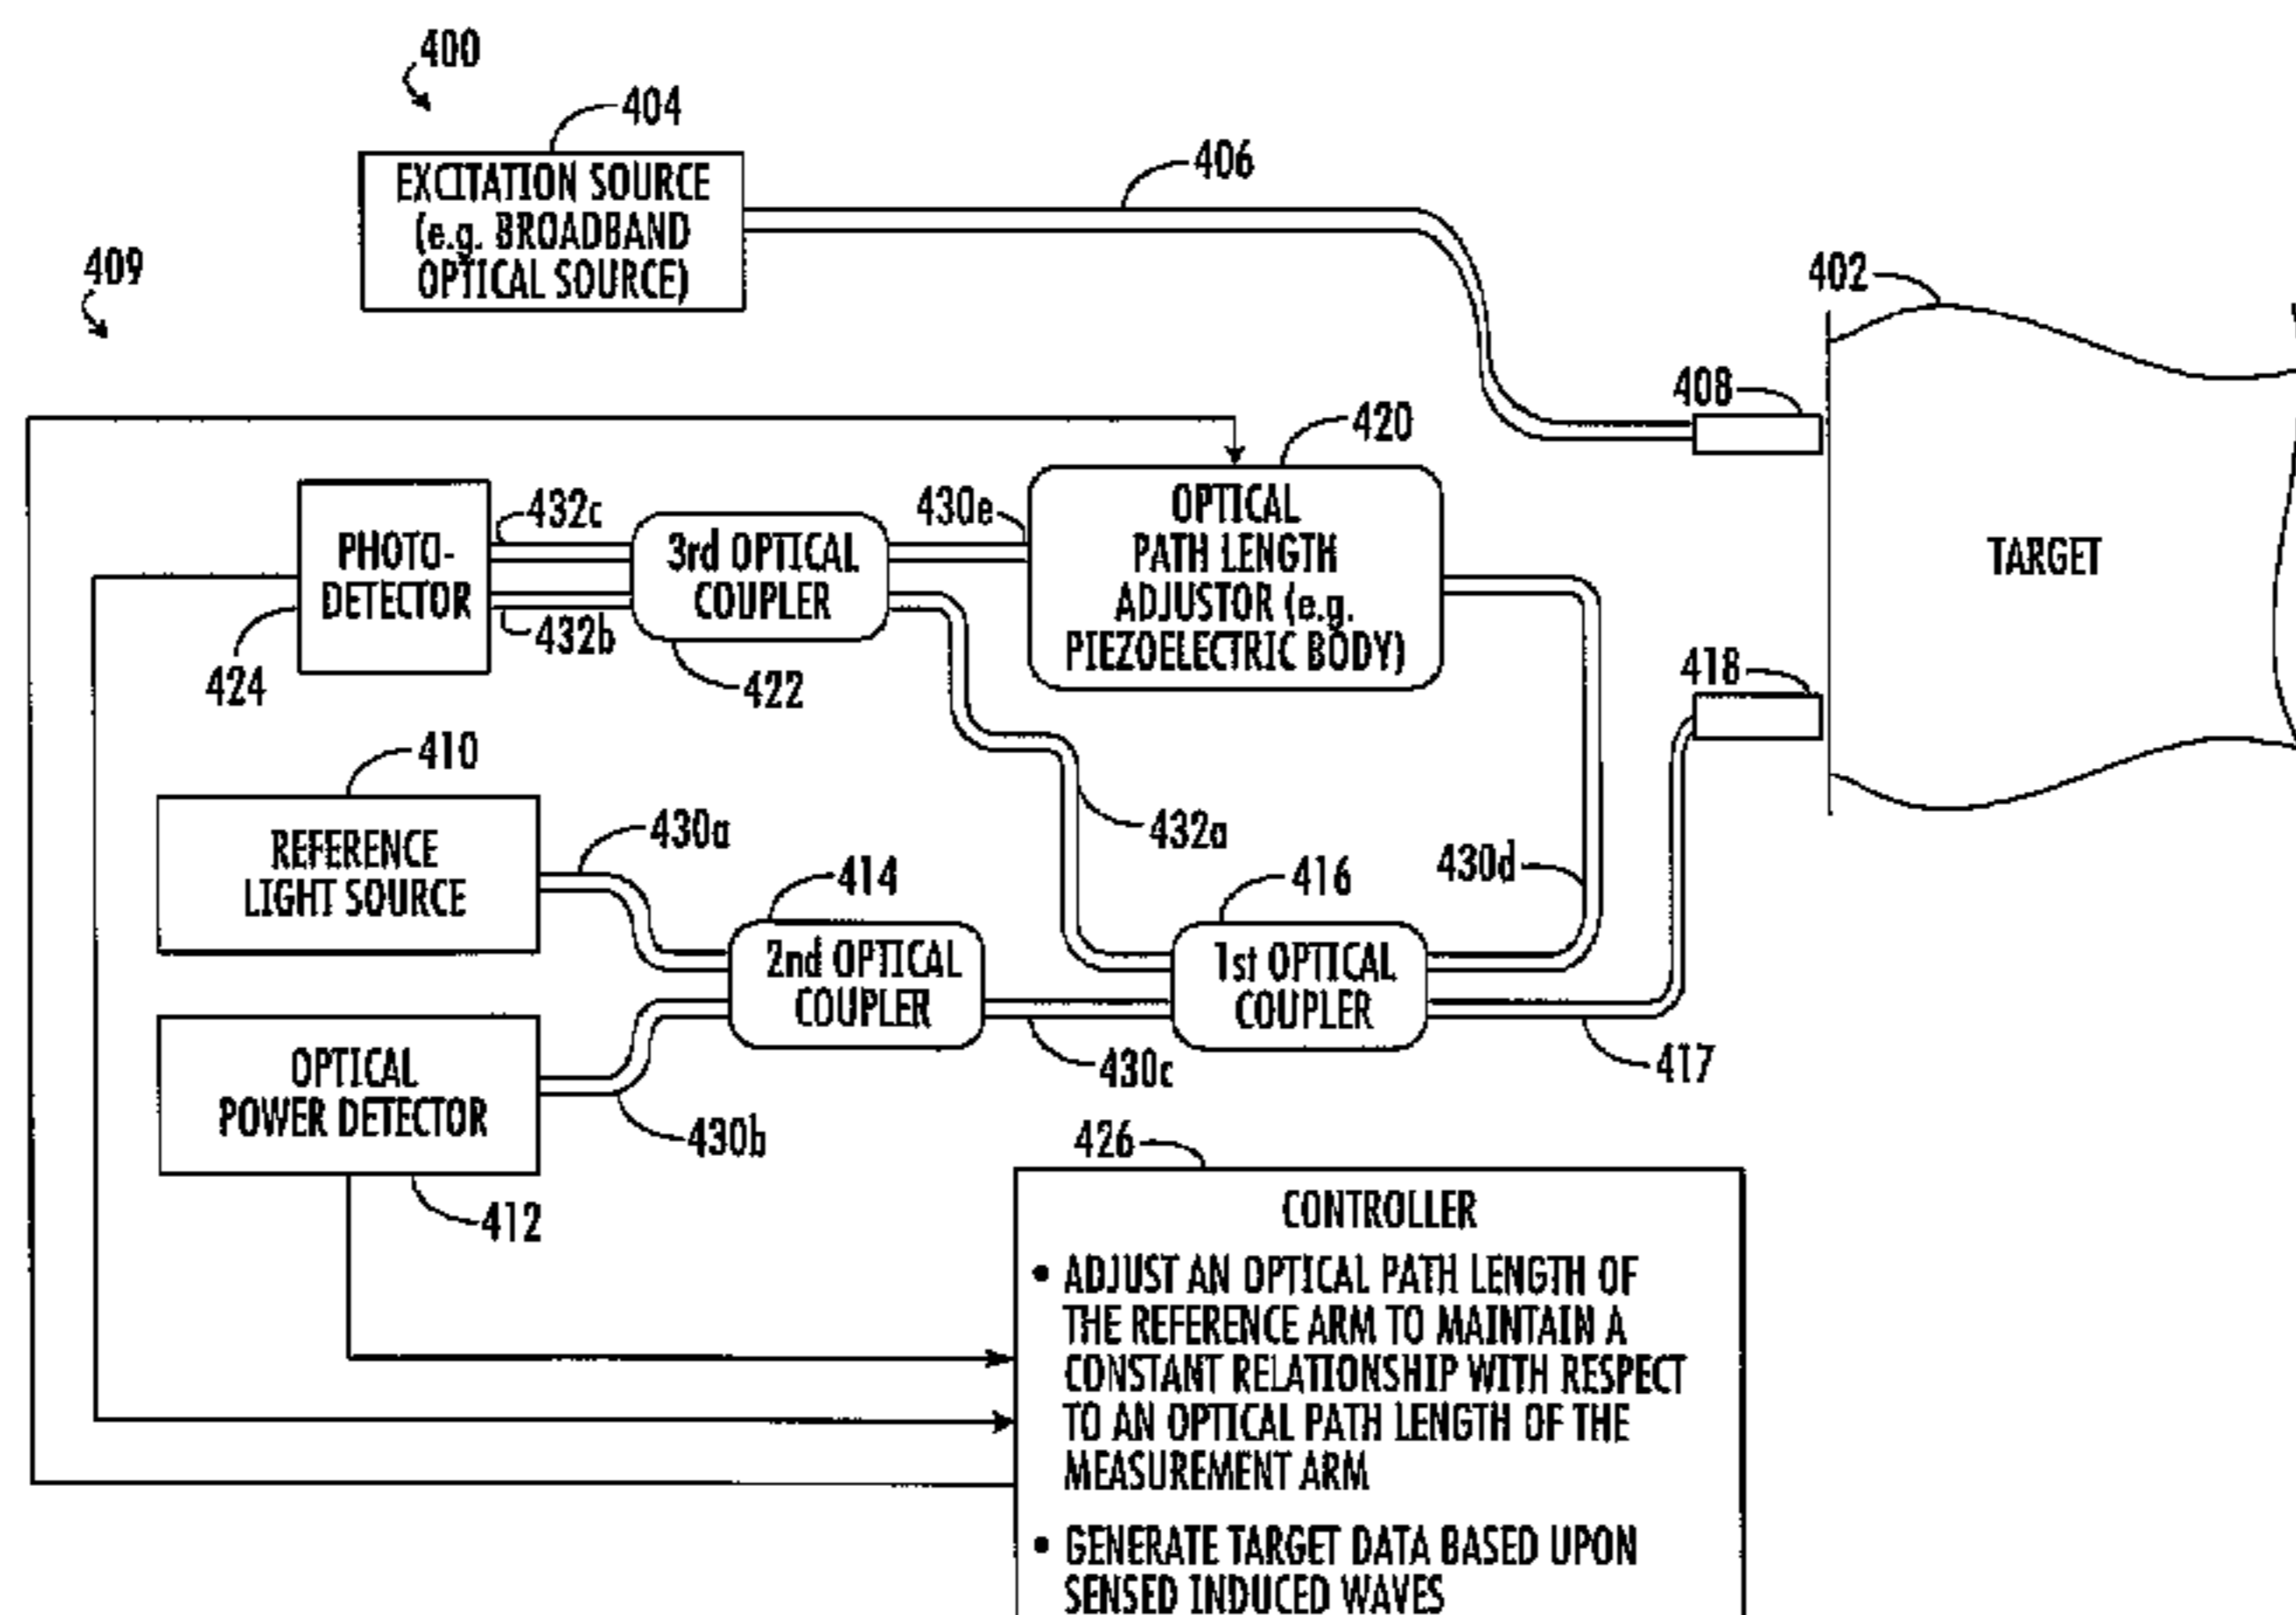 400
404
EXCITATION SOURCE
(e.g. BROADBAND
OPTICAL SOURCE)
406
409
402
408
TARGET
420
OPTICAL
PATH LENGTH
ADJUSTOR (e.g.
PIEZOELECTRIC BODY)
430e
432c
PHOTO-
DETECTOR
3rd OPTICAL
COUPLER
432b
424
422
418
410
REFERENCE
LIGHT SOURCE
430a
432a
430d
414
416
2nd OPTICAL
COUPLER
1st OPTICAL
COUPLER
OPTICAL
POWER DETECTOR
430c
417
430b
412
426
CONTROLLER
• ADJUST AN OPTICAL PATH LENGTH OF
THE REFERENCE ARM TO MAINTAIN A
CONSTANT RELATIONSHIP WITH RESPECT
TO AN OPTICAL PATH LENGTH OF THE
MEASUREMENT ARM
• GENERATE TARGET DATA BASED UPON
SENSED INDUCED WAVES